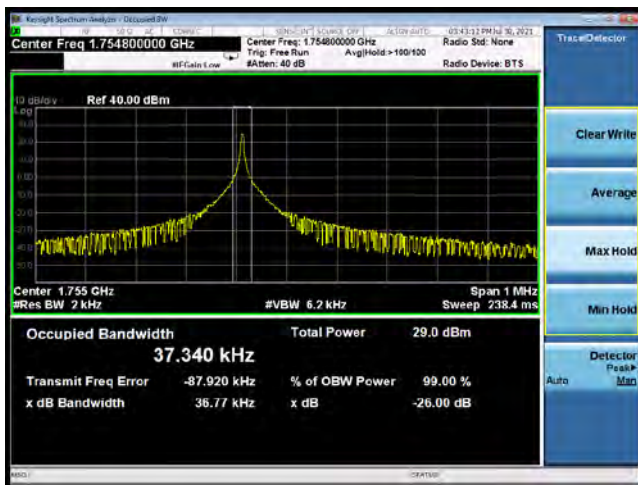 Keysight Spectrum Analyzer - Occupied BW
Center Freq 1.754800000 GHz
Center Freq: 1.754800000 GHz
Radio Std: None
Trig: Free Run
Avg|Hold:>100/100
#IFGain:Low
#Atten: 40 dB
Radio Device: BTS
Trace/Detector
10 dB/div
Ref 40.00 dBm
Log
Clear Write
Average
Max Hold
Min Hold
Center 1.755 GHz
Span 1 MHz
#Res BW 2 kHz
#VBW 6.2 kHz
Sweep 238.4 ms
Occupied Bandwidth
Total Power
29.0 dBm
37.340 kHz
Transmit Freq Error
-87.920 kHz
% of OBW Power
99.00 %
x dB Bandwidth
36.77 kHz
x dB
-26.00 dB
Detector
Peak
Auto
Man
MSG
STATUS